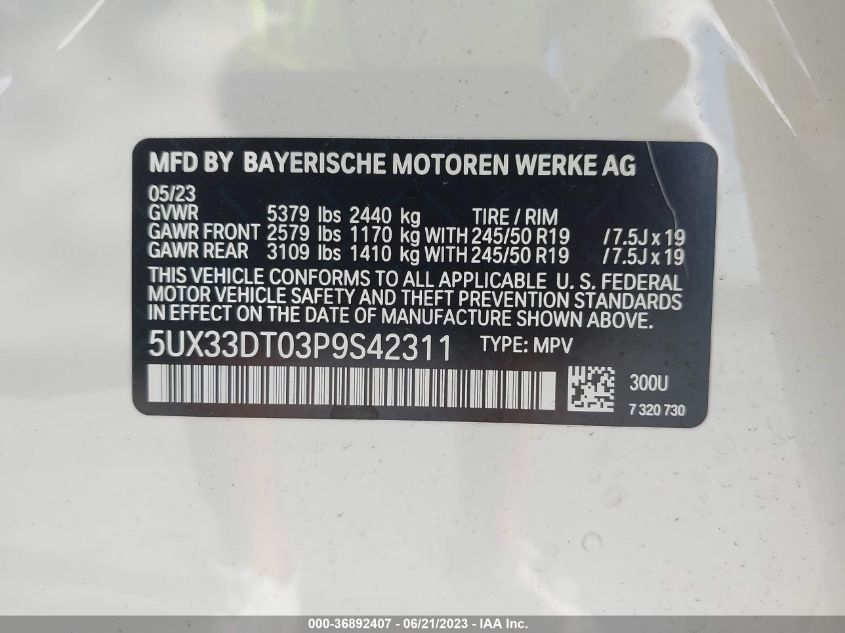 MFD BY BAYERISCHE MOTOREN WERKE AG
05/23
GVWR 5379 lbs 2440 kg TIRE / RIM
GAWR FRONT 2579 lbs 1170 kg WITH 245/50 R19 /7.5J x 19
GAWR REAR 3109 lbs 1410 kg WITH 245/50 R19 /7.5J x 19
THIS VEHICLE CONFORMS TO ALL APPLICABLE U. S. FEDERAL
MOTOR VEHICLE SAFETY AND THEFT PREVENTION STANDARDS
IN EFFECT ON THE DATE OF MANUFACTURE SHOWN ABOVE.
5UX33DT03P9S42311 TYPE: MPV
300U
7 320 730
000-36892407 - 06/21/2023 - IAA Inc.